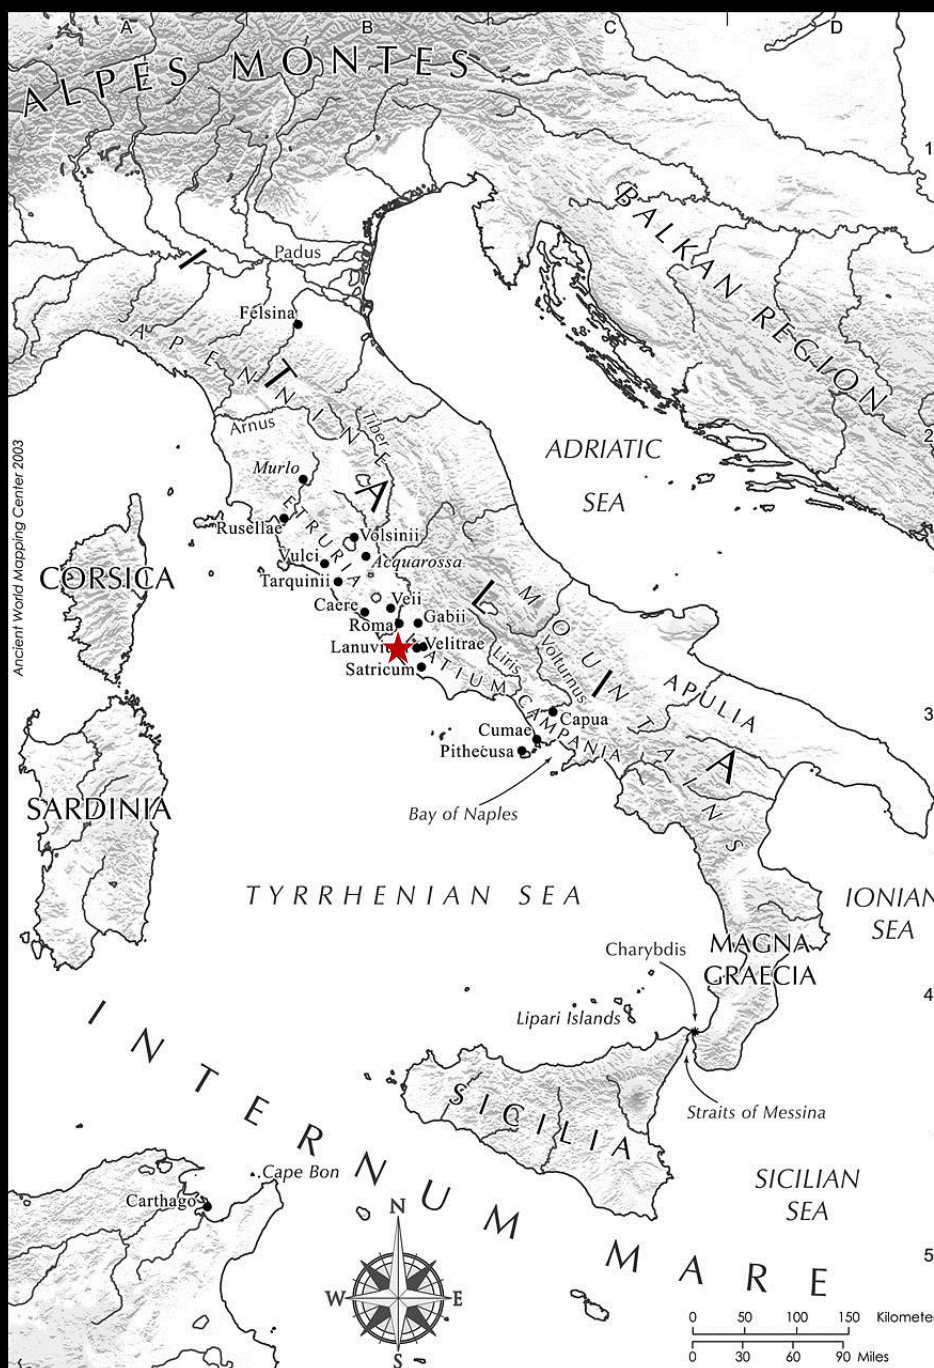 A B C D
ALPES MONTES
1
BALKAN REGION
Padus
Felsina
APENNINE MOUNTAINS
ITALIA
Arnus
Tiber
2
ADRIATIC
SEA
Murlo
Ancient World Mapping Center 2003
Rusellae
ETRURIA
Volsinii
Vulci
Acquarossa
CORSICA
Tarquinii
Caere
Veii
Roma
Gabii
Velitrae
Satricum
LATIUM
Liris
Volturnus
APULIA
3
CAMPANIA
Capua
Cumae
Pithecusa
Bay of Naples
SARDINIA
TYRRHENIAN SEA
IONIAN
SEA
Charybdis
MAGNA
GRAECIA
4
Lipari Islands
INTERNUM MARE
SICILIA
Straits of Messina
Cape Bon
Carthago
SICILIAN
SEA
N
W E
S
5
0 50 100 150 Kilometer
0 30 60 90 Miles